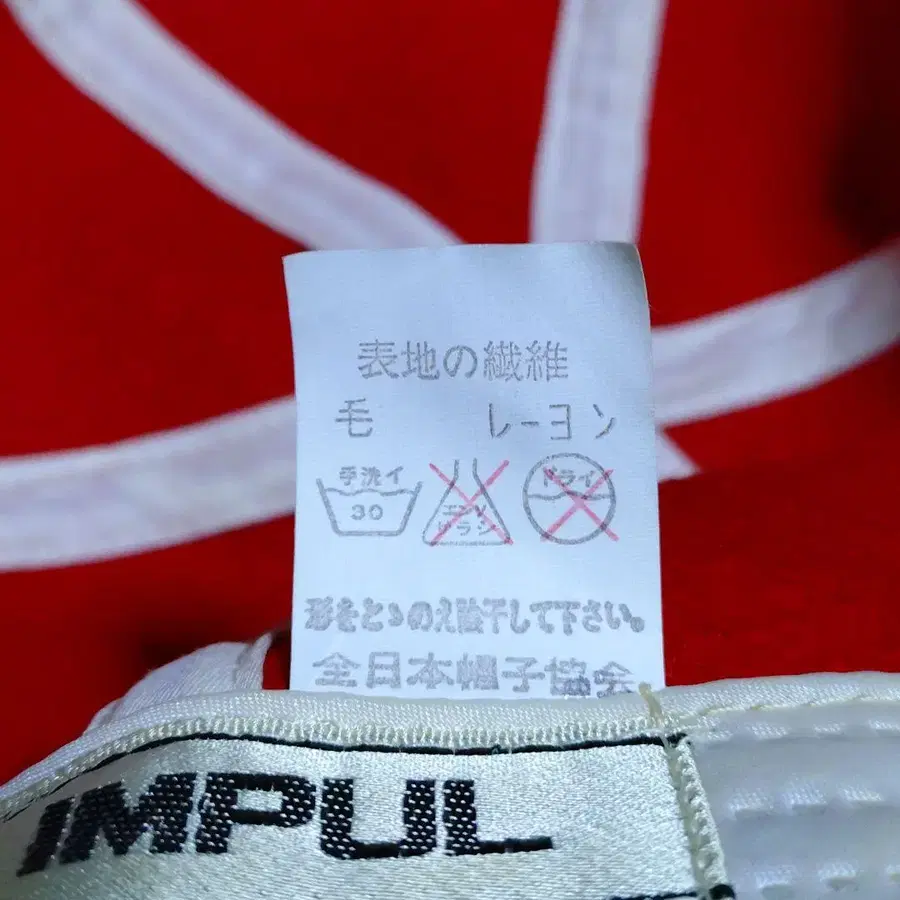 表地の繊維
毛 レーヨン
手洗イ
30
エンソ
サラシ
ドライ
形をとゝのえ陰干して下さい。
全日本帽子協会
IMPUL